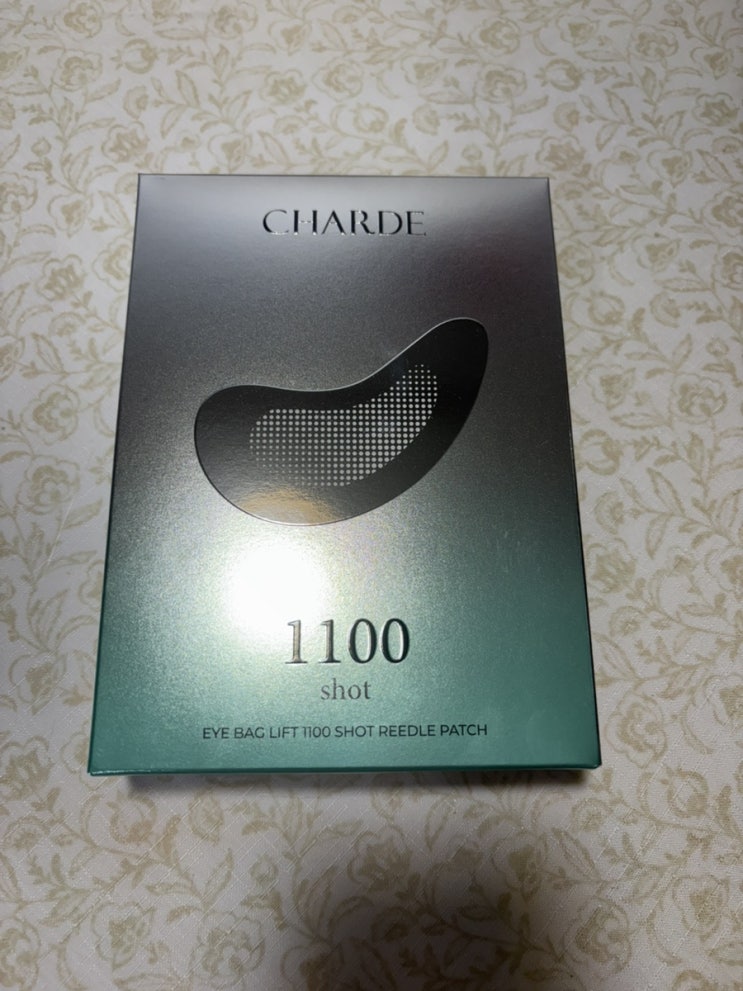 CHARDE
1100
shot
EYE BAG LIFT 1100 SHOT REEDLE PATCH